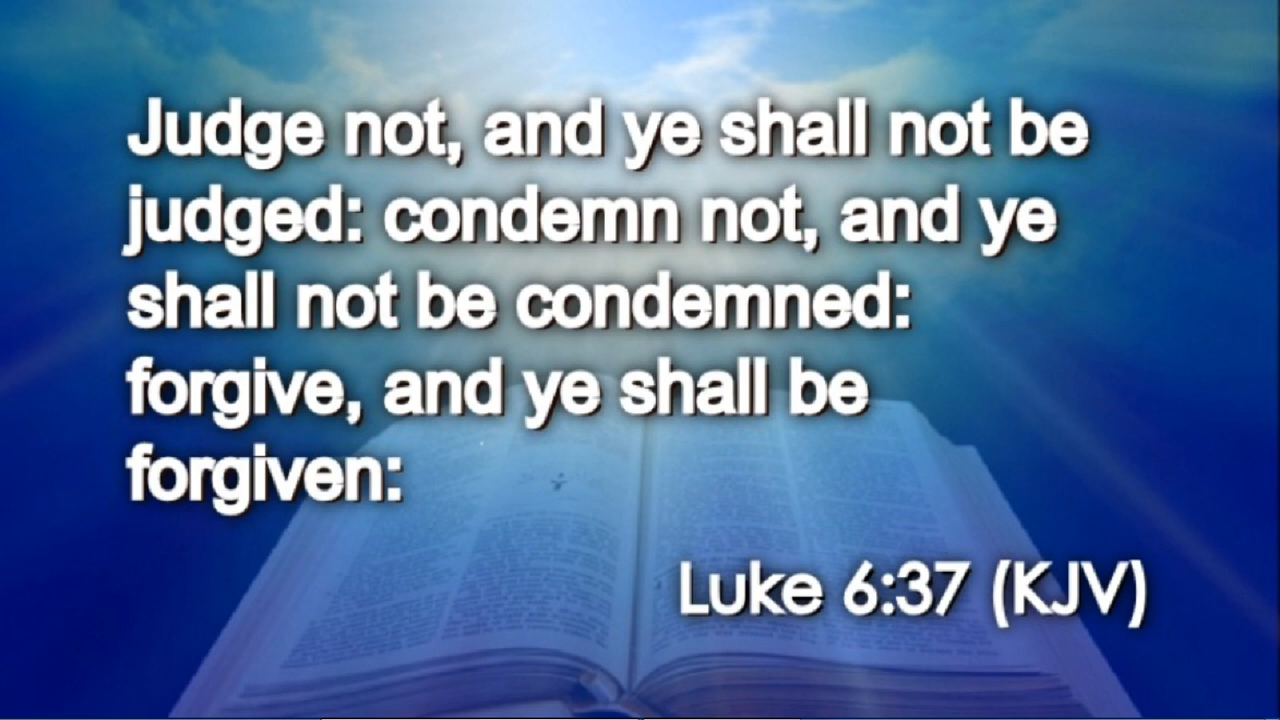 Judge not, and ye shall not be
judged: condemn not, and ye
shall not be condemned:
forgive, and ye shall be
forgiven:
Luke 6:37 (KJV)